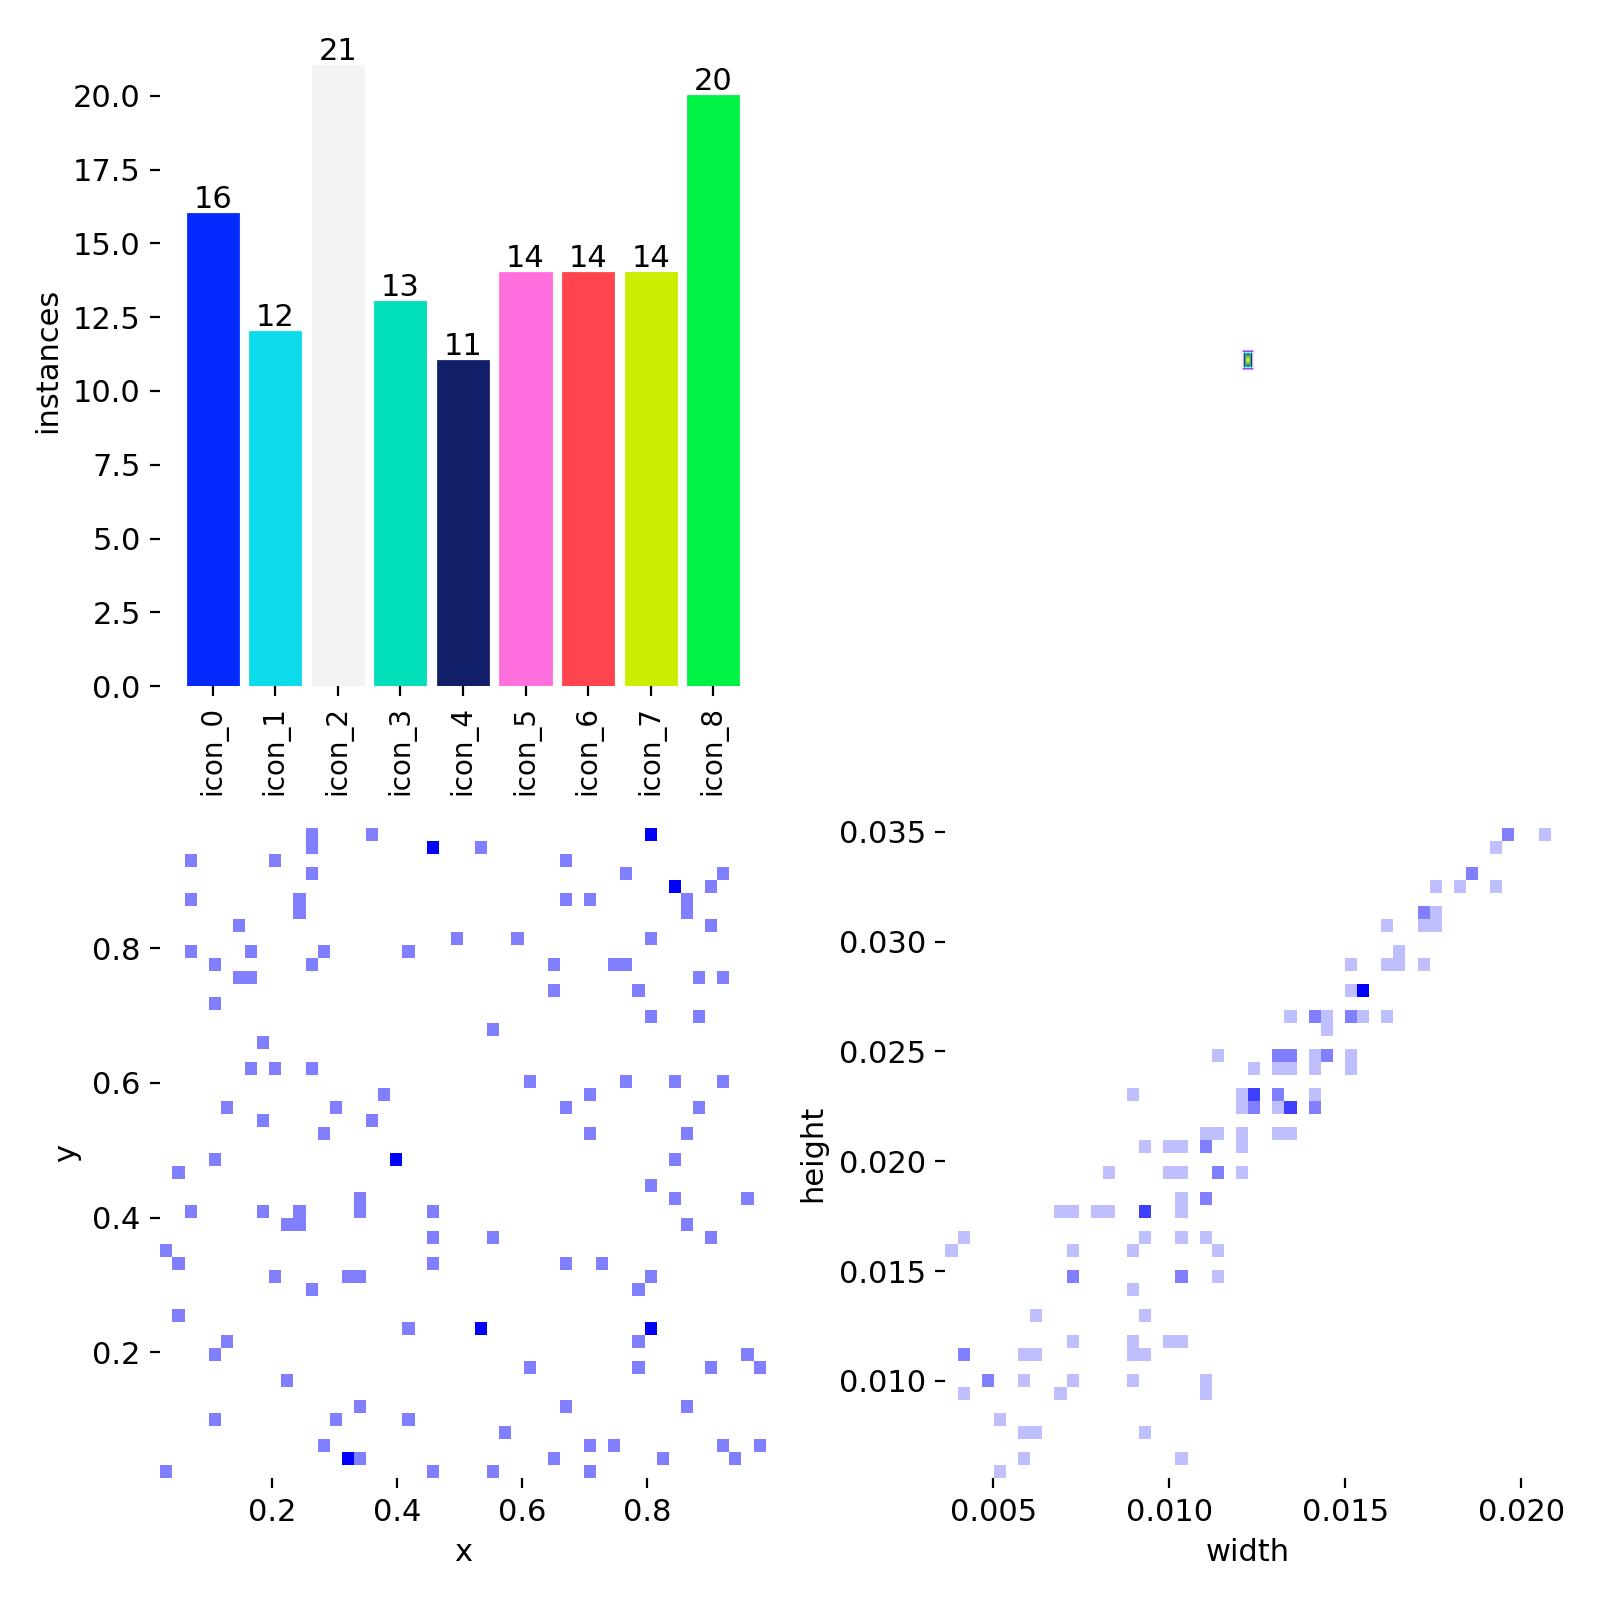 21
20
20.0
17.5
16
15.0
14 14 14
13
12.5
12
11
10.0
7.5
5.0
2.5
0.0
instances
icon_0
icon_1
icon_2
icon_3
icon_4
icon_5
icon_6
icon_7
icon_8
0.8
0.6
0.4
0.2
y
0.2 0.4 0.6 0.8
x
0.035
0.030
0.025
0.020
0.015
0.010
height
0.005 0.010 0.015 0.020
width